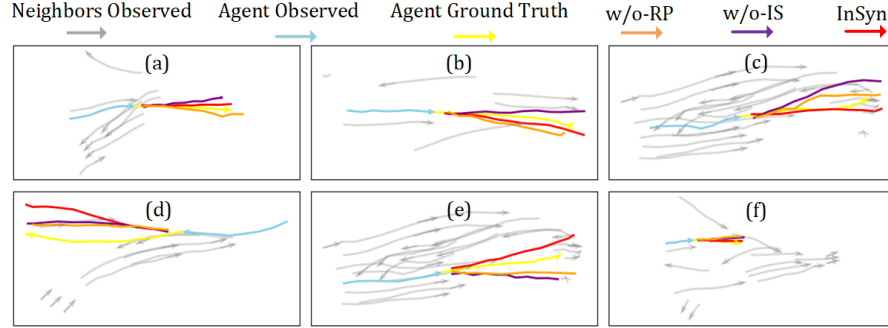 Neighbors Observed Agent Observed Agent Ground Truth w/o-RP w/o-IS InSyn
(a) (b) (c)
(d) (e) (f)